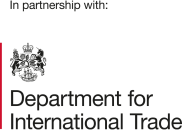 In partnership with:
Department for
International Trade